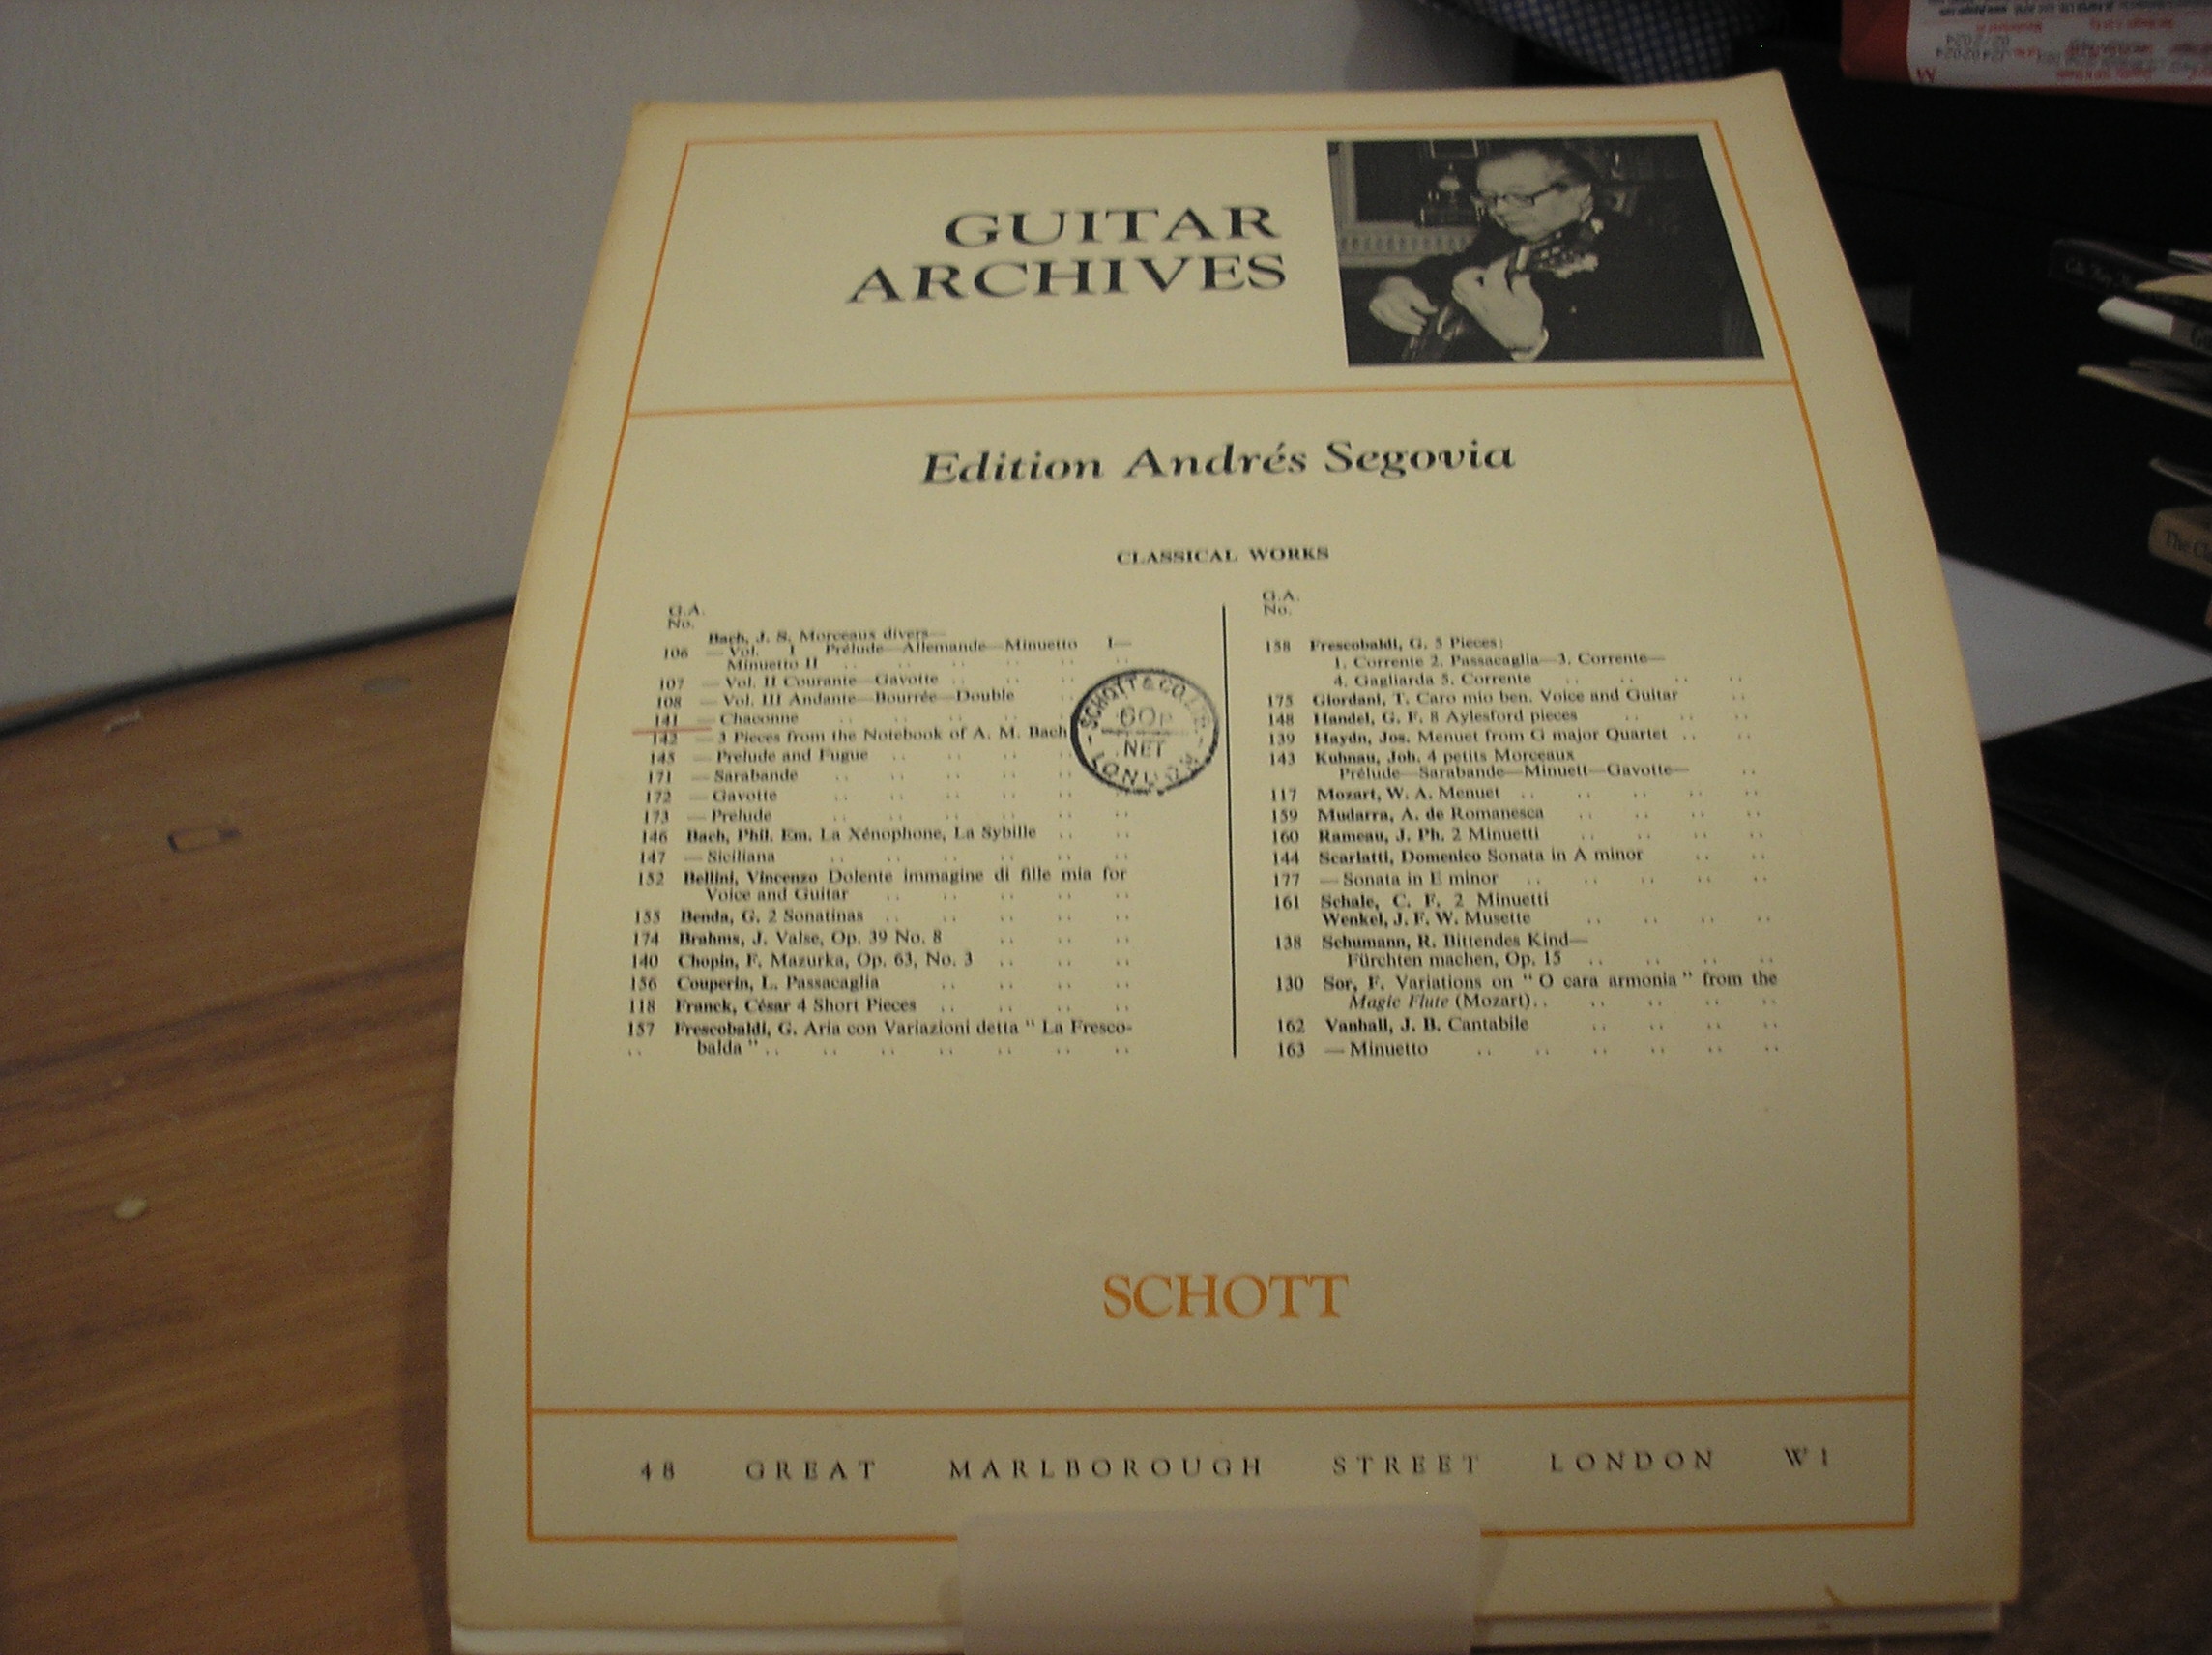 GUITAR
ARCHIVES
Edition Andrés Segovia
CLASSICAL WORKS
G.A.
No.
Bach, J. S. Morceaux divers—
106 — Vol. I Prélude—Allemande—Minuetto I—
Minuetto II .. .. .. .. .. ..
107 — Vol. II Courante—Gavotte .. .. ..
108 — Vol. III Andante—Bourrée—Double ..
141 — Chaconne .. .. .. .. ..
142 — 3 Pieces from the Notebook of A. M. Bach
145 — Prelude and Fugue .. .. .. ..
171 — Sarabande .. .. .. .. ..
172 — Gavotte .. .. .. .. .. ..
173 — Prelude .. .. .. .. .. ..
146 Bach, Phil. Em. La Xénophone, La Sybille .. ..
147 — Siciliana .. .. .. .. .. ..
152 Bellini, Vincenzo Dolente immagine di fille mia for
Voice and Guitar .. .. .. .. ..
155 Benda, G. 2 Sonatinas .. .. .. .. ..
174 Brahms, J. Valse, Op. 39 No. 8 .. .. ..
140 Chopin, F. Mazurka, Op. 63, No. 3 .. .. ..
156 Couperin, L. Passacaglia .. .. .. ..
118 Franck, César 4 Short Pieces .. .. .. ..
157 Frescobaldi, G. Aria con Variazioni detta " La Fresco-
.. balda " .. .. .. .. .. .. ..
SCHOTT & CO. LTD.
60p
NET
LONDON
G.A.
No.
158 Frescobaldi, G. 5 Pieces:
1. Corrente 2. Passacaglia—3. Corrente—
4. Gagliarda 5. Corrente .. .. .. ..
175 Giordani, T. Caro mio ben. Voice and Guitar ..
148 Handel, G. F. 8 Aylesford pieces .. .. ..
139 Haydn, Jos. Menuet from G major Quartet .. ..
143 Kuhnau, Joh. 4 petits Morceaux
Prélude—Sarabande—Minuett—Gavotte— ..
117 Mozart, W. A. Menuet .. .. .. .. ..
159 Mudarra, A. de Romanesca .. .. .. ..
160 Rameau, J. Ph. 2 Minuetti .. .. .. ..
144 Scarlatti, Domenico Sonata in A minor .. ..
177 — Sonata in E minor .. .. .. .. ..
161 Schale, C. F. 2 Minuetti
Wenkel, J. F. W. Musette .. .. .. ..
138 Schumann, R. Bittendes Kind—
Fürchten machen, Op. 15 .. .. .. ..
130 Sor, F. Variations on " O cara armonia " from the
Magic Flute (Mozart) .. .. .. .. ..
162 Vanhall, J. B. Cantabile .. .. .. ..
163 — Minuetto .. .. .. .. .. ..
SCHOTT
48 GREAT MARLBOROUGH STREET LONDON W1